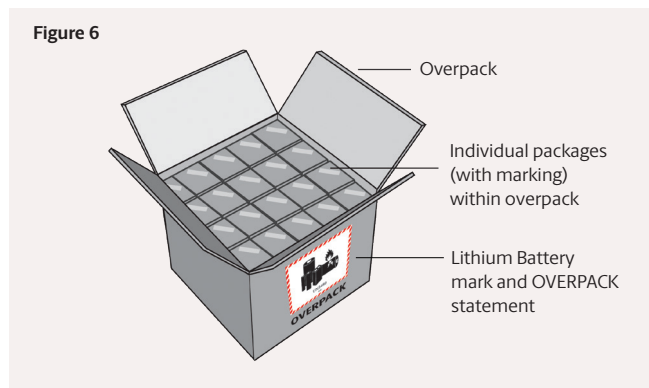 Figure 6
Overpack
Individual packages
(with marking)
within overpack
Lithium Battery
mark and OVERPACK
statement
OVERPACK